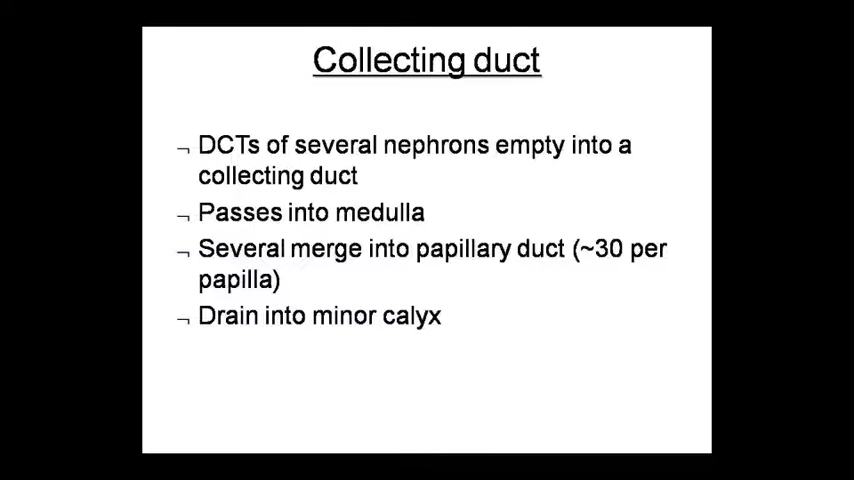 Collecting duct
¬ DCTs of several nephrons empty into a
collecting duct
¬ Passes into medulla
¬ Several merge into papillary duct (~30 per
papilla)
¬ Drain into minor calyx